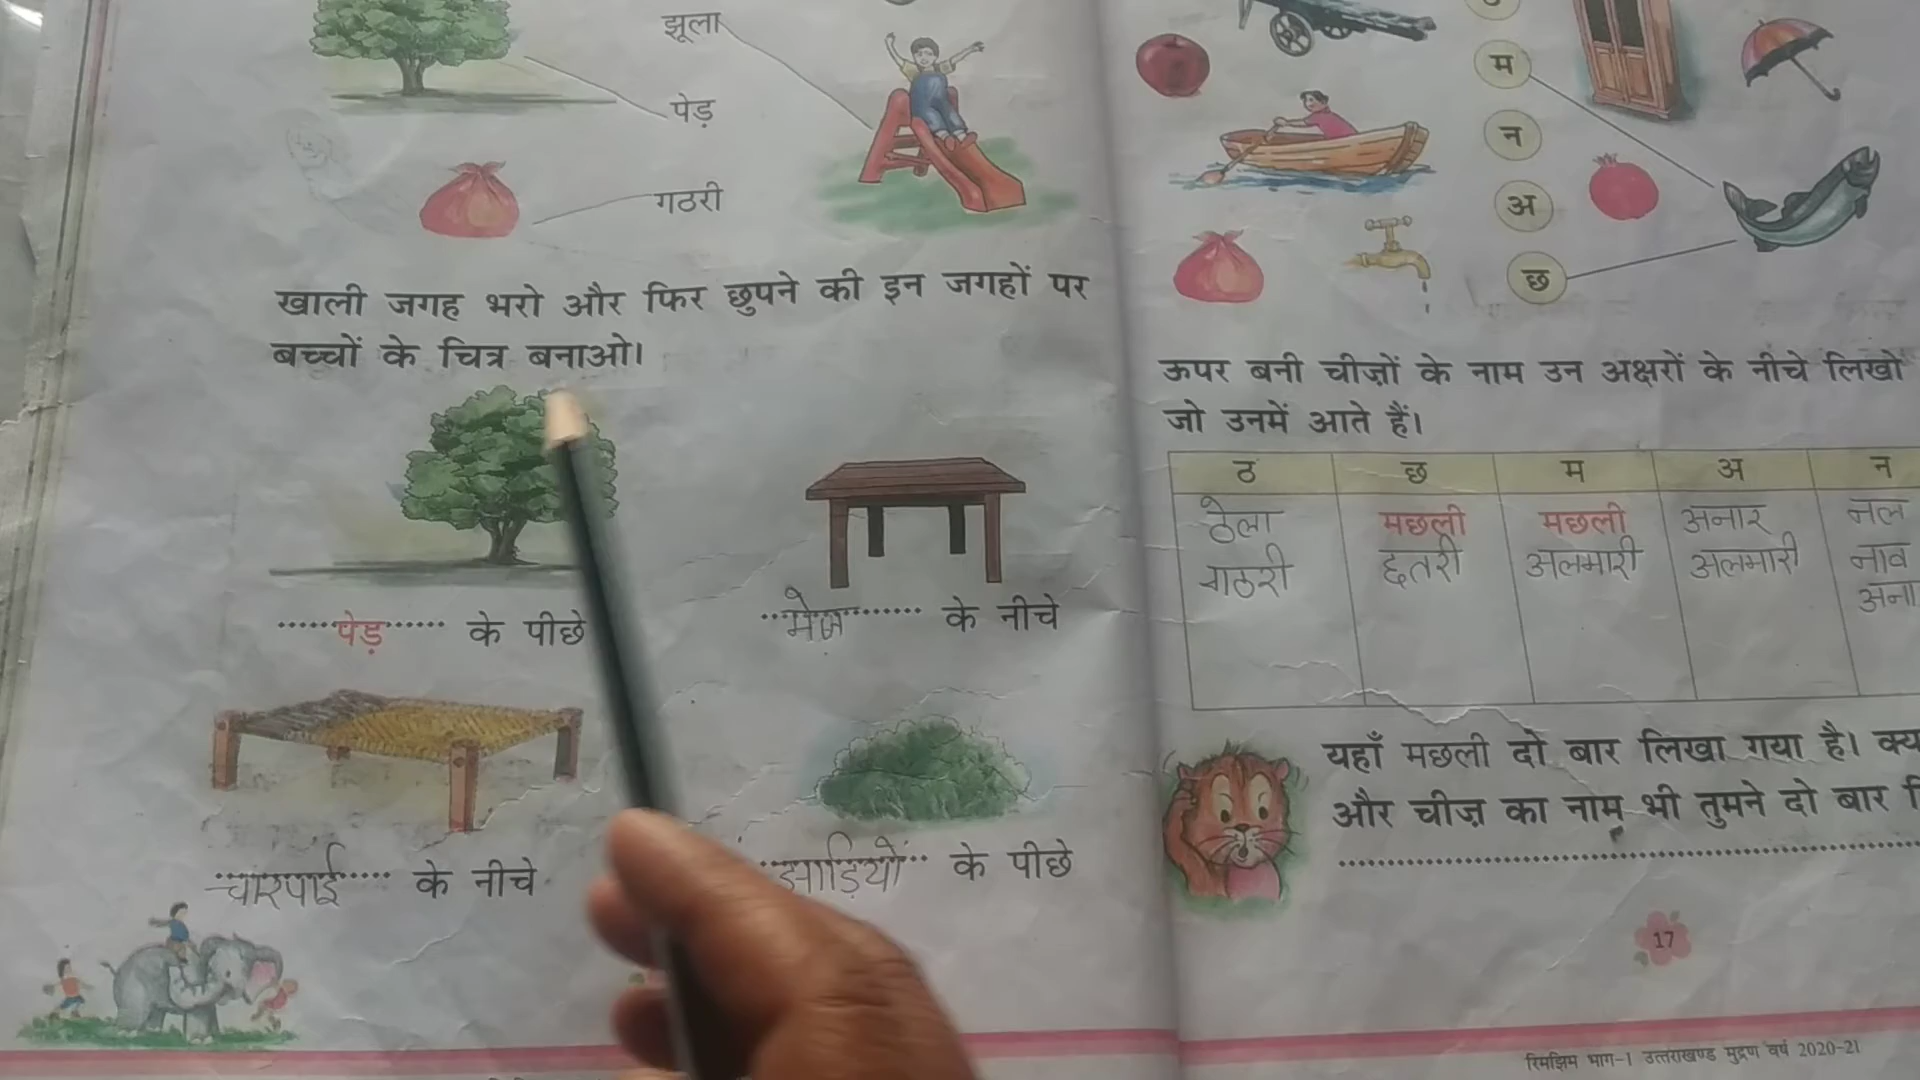 झूला
पेड़
गठरी
खाली जगह भरो और फिर छुपने की इन जगहों पर
बच्चों के चित्र बनाओ।
पेड़ के पीछे
मेज के नीचे
चारपाई के नीचे
झाड़ियों के पीछे
म
न
अ
छ
ऊपर बनी चीज़ों के नाम उन अक्षरों के नीचे लिखो
जो उनमें आते हैं।
ठ छ म अ न
ठेला मछली मछली अनार नल
गठरी छतरी अलमारी अलमारी नाव
अना
यहाँ मछली दो बार लिखा गया है। क्य
और चीज़ का नाम भी तुमने दो बार
17
रिमझिम भाग-1 उत्तराखण्ड मुद्रण वर्ष 2020-21